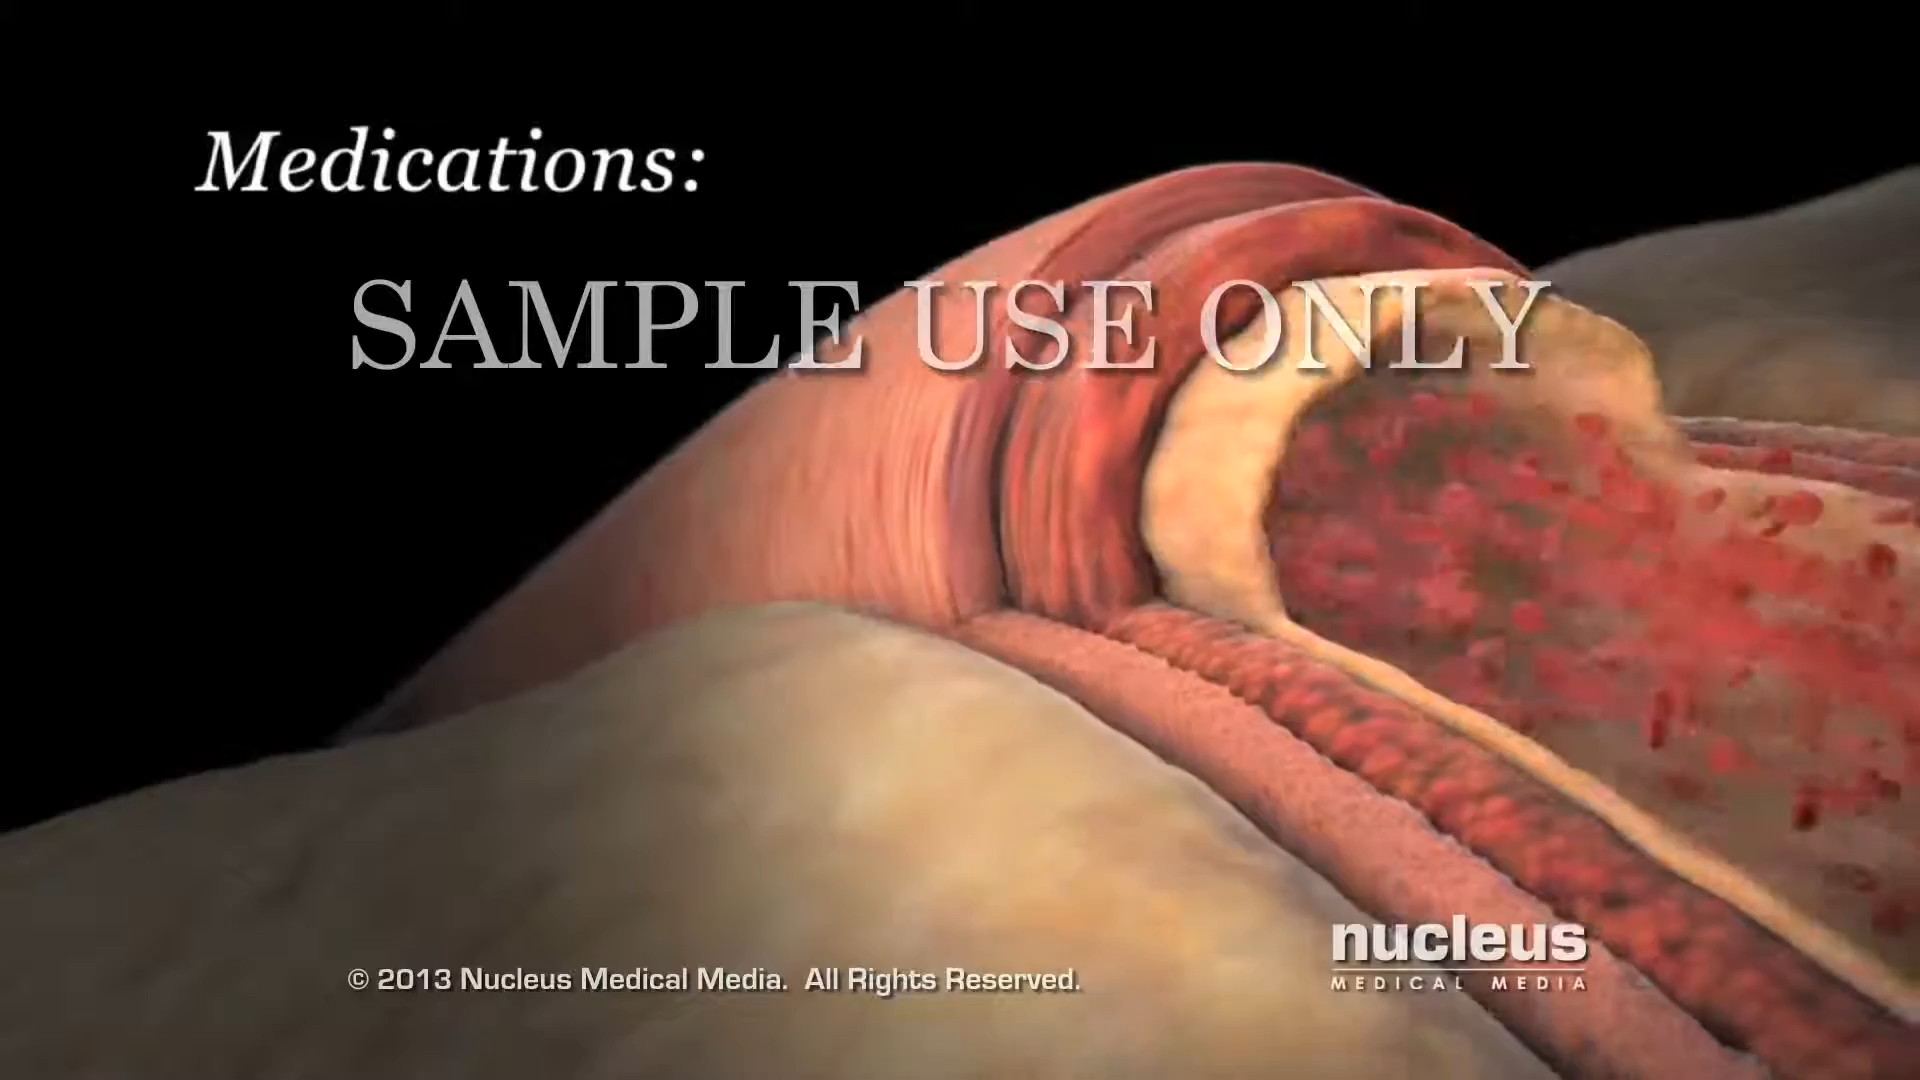 Medications:
SAMPLE USE ONLY
© 2013 Nucleus Medical Media. All Rights Reserved.
nucleus
MEDICAL MEDIA